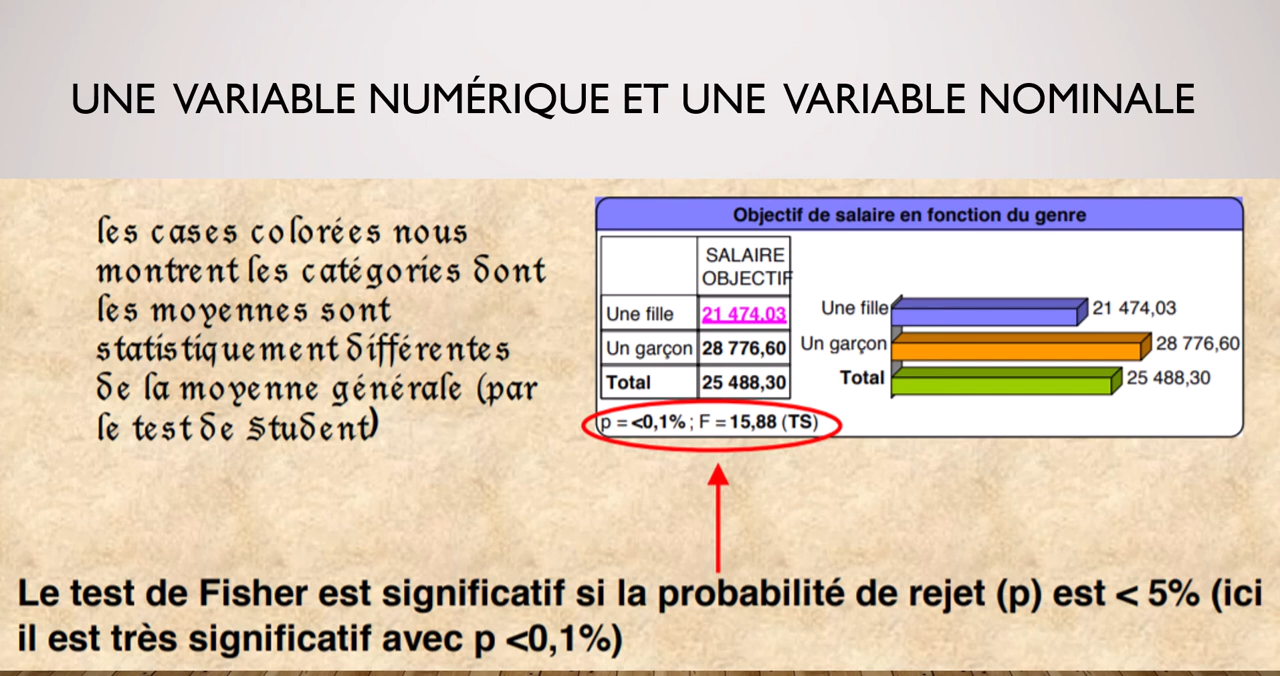 UNE VARIABLE NUMÉRIQUE ET UNE VARIABLE NOMINALE
les cases colorées nous
montrent les catégories dont
les moyennes sont
statistiquement différentes
de la moyenne générale (par
le test de Student)
Objectif de salaire en fonction du genre
SALAIRE
OBJECTIF
Une fille 21 474,03
Un garçon 28 776,60
Total 25 488,30
Une fille 21 474,03
Un garçon 28 776,60
Total 25 488,30
p = <0,1% ; F = 15,88 (TS)
Le test de Fisher est significatif si la probabilité de rejet (p) est < 5% (ici
il est très significatif avec p <0,1%)